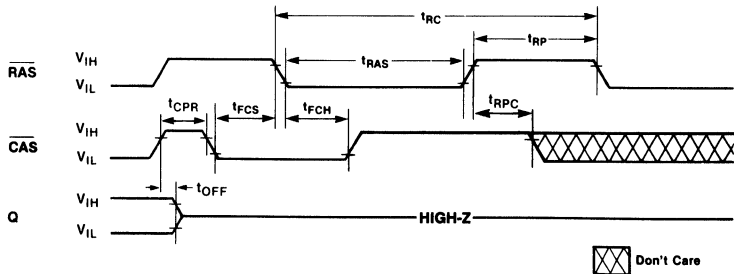 tRC
tRP
tRAS
RAS
VIH
VIL
tCPR
tFCS
tFCH
tRPC
CAS
VIH
VIL
tOFF
Q
VIH
VIL
HIGH-Z
Don't Care